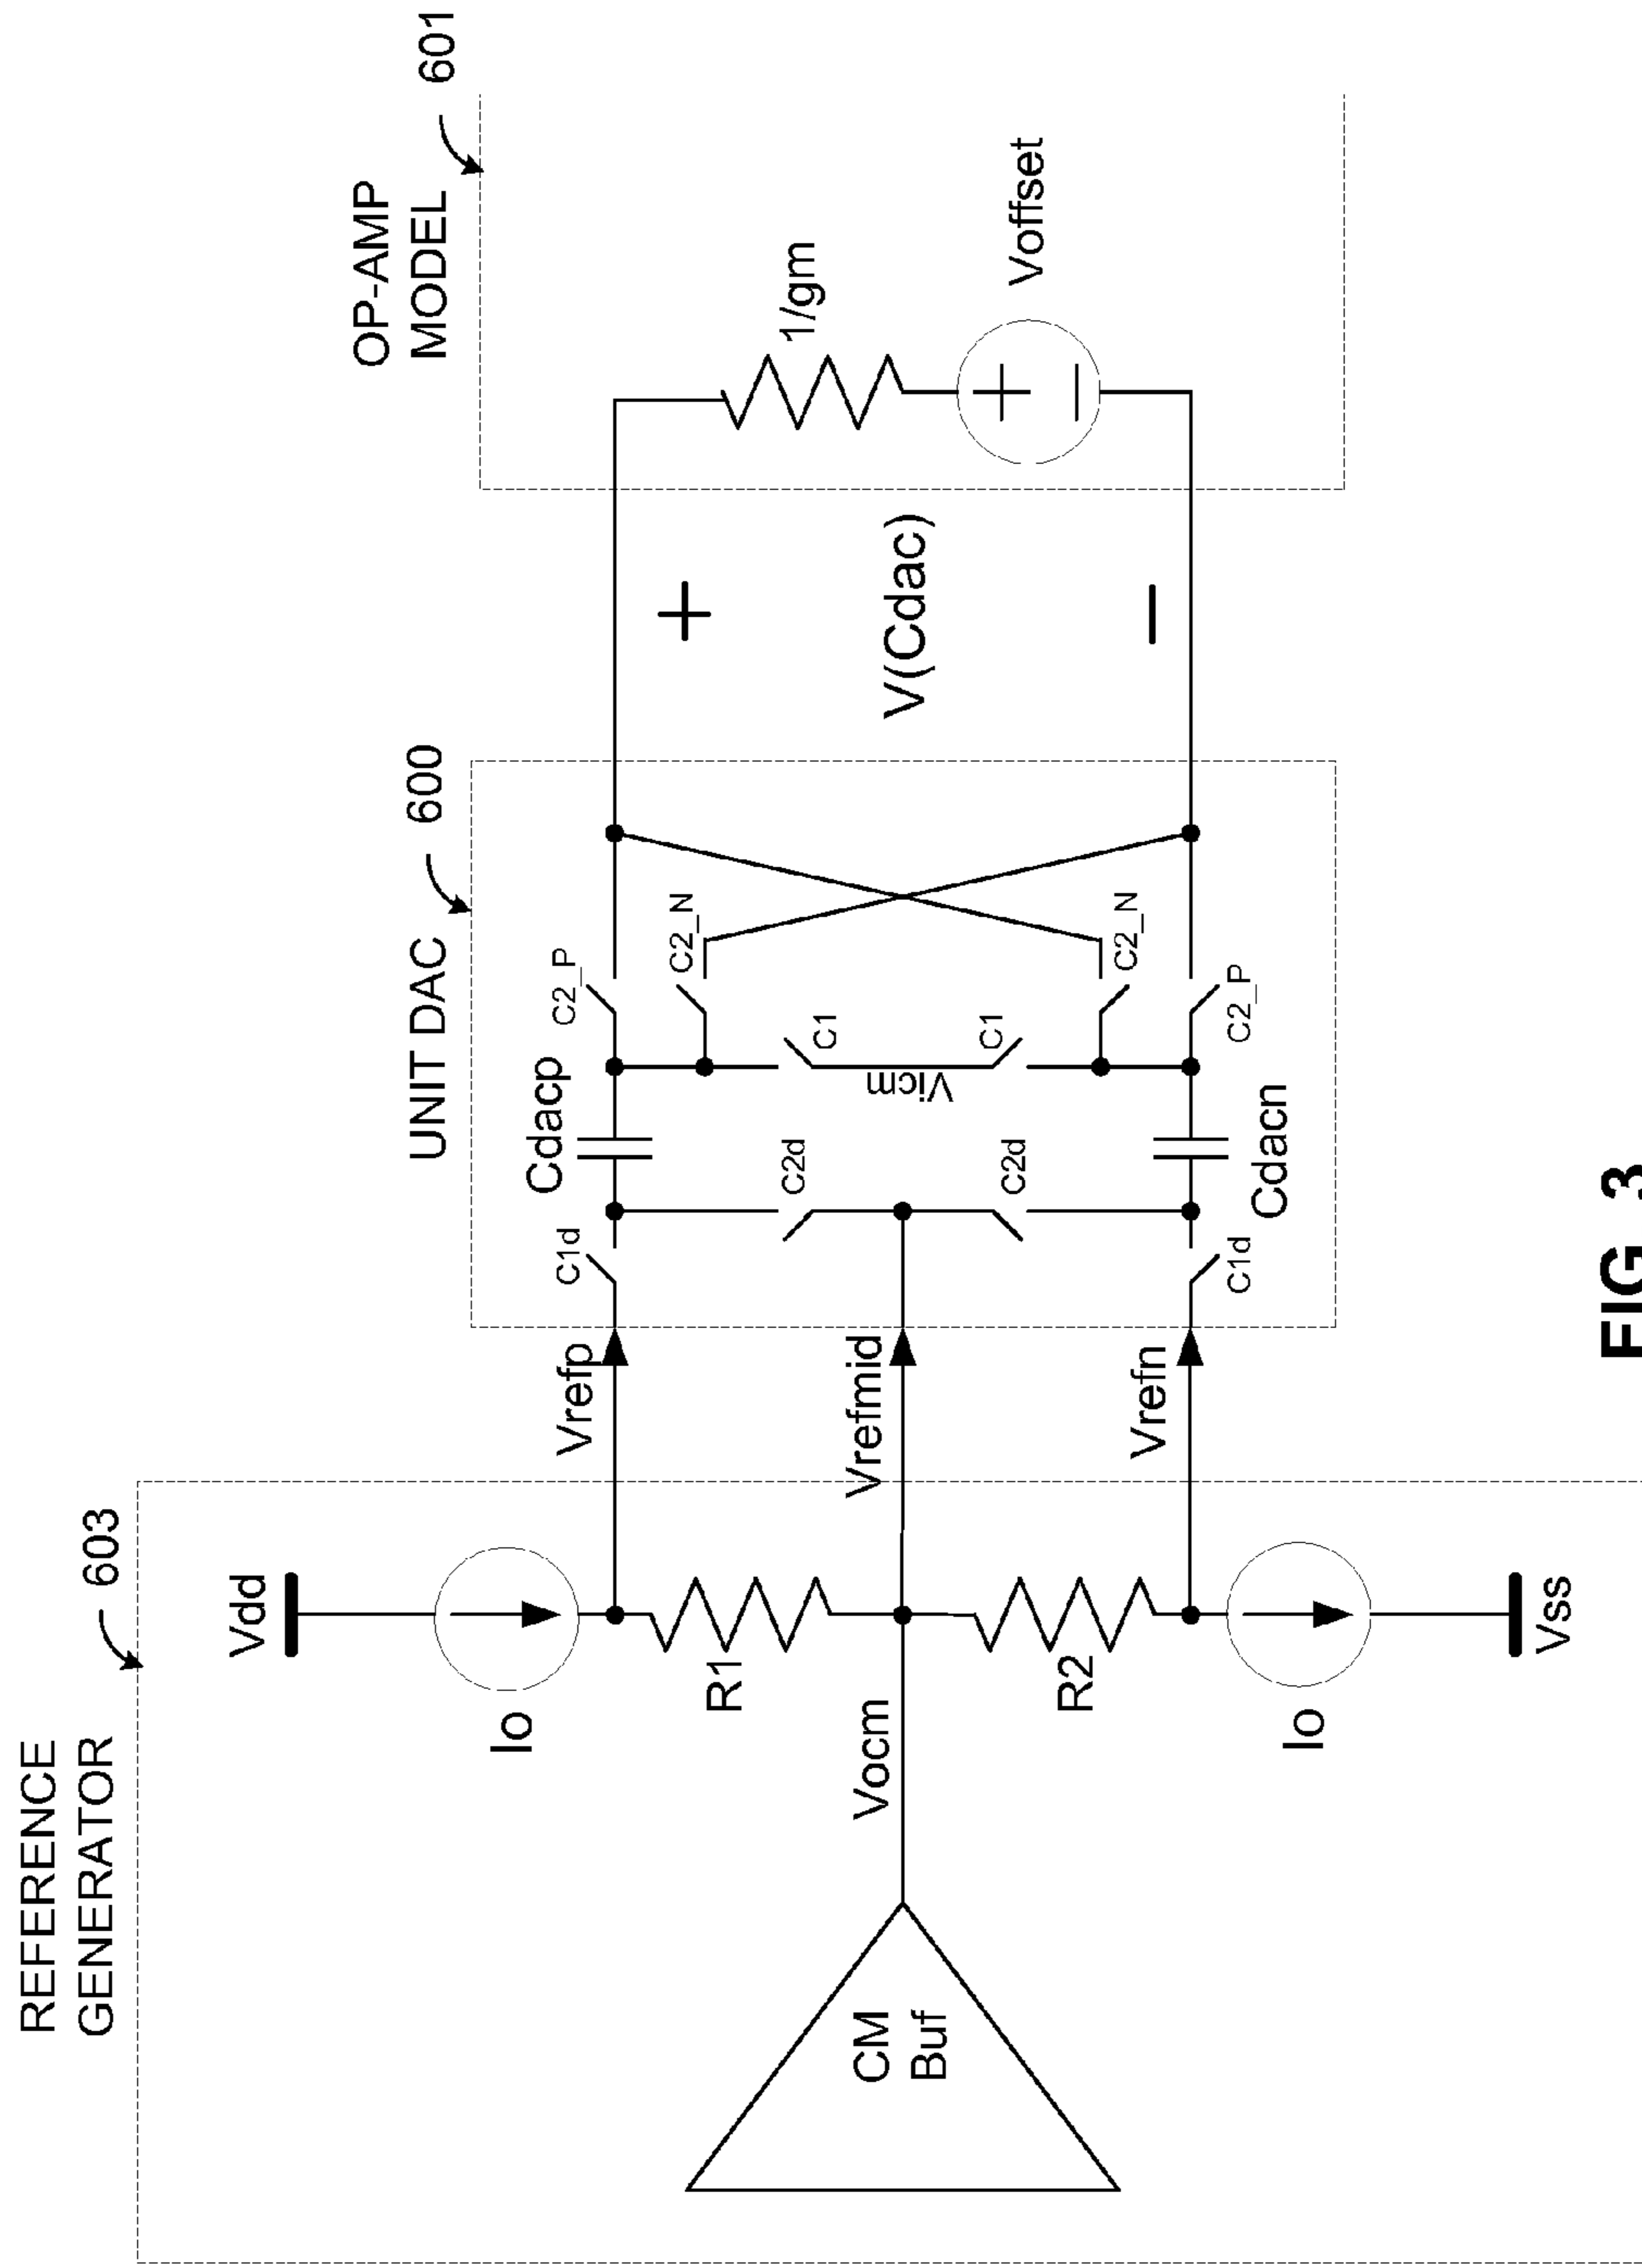 REFERENCE
GENERATOR
603
Vdd
Io
R1
Vocm
CM
Buf
R2
Io
Vss
Vrefp
Vrefmid
Vrefn
UNIT DAC
600
C1d
Cdacp
C2_P
C2d
C2_N
C1
Vicm
C1
C2d
C2_N
C1d
Cdacn
C2_P
+
V(Cdac)
–
OP-AMP
MODEL
601
1/gm
+
–
Voffset
FIG. 3